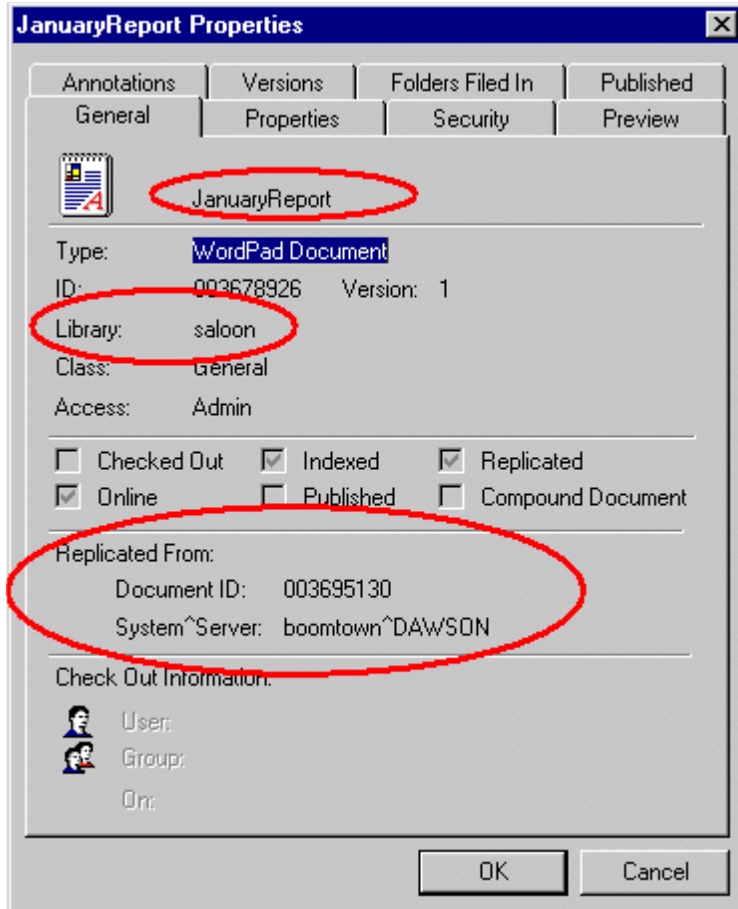 JanuaryReport Properties
Annotations Versions Folders Filed In Published
General Properties Security Preview
JanuaryReport
Type: WordPad Document
ID: 003678926 Version: 1
Library: saloon
Class: General
Access: Admin
Checked Out Indexed Replicated
Online Published Compound Document
Replicated From:
Document ID: 003695130
System^Server: boomtown^DAWSON
Check Out Information:
User:
Group:
On:
OK Cancel